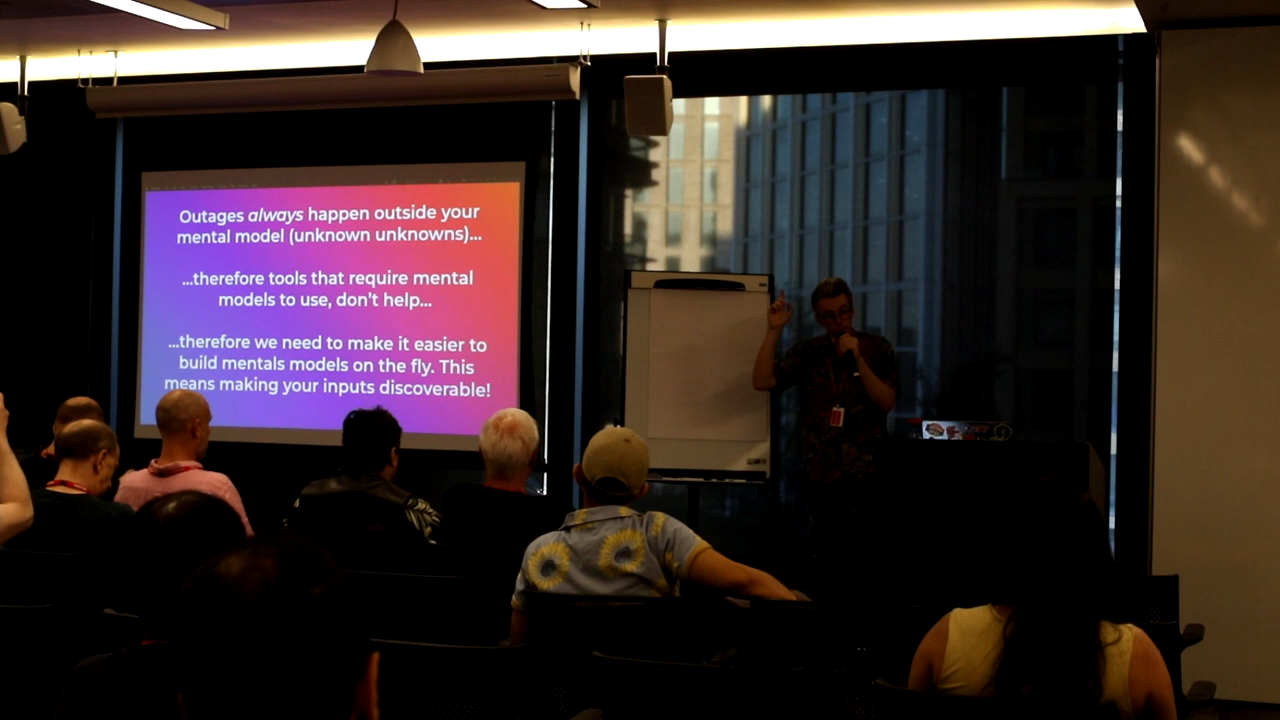 Outages always happen outside your
mental model (unknown unknowns)...
...therefore tools that require mental
models to use, don't help...
...therefore we need to make it easier to
build mentals models on the fly. This
means making your inputs discoverable!